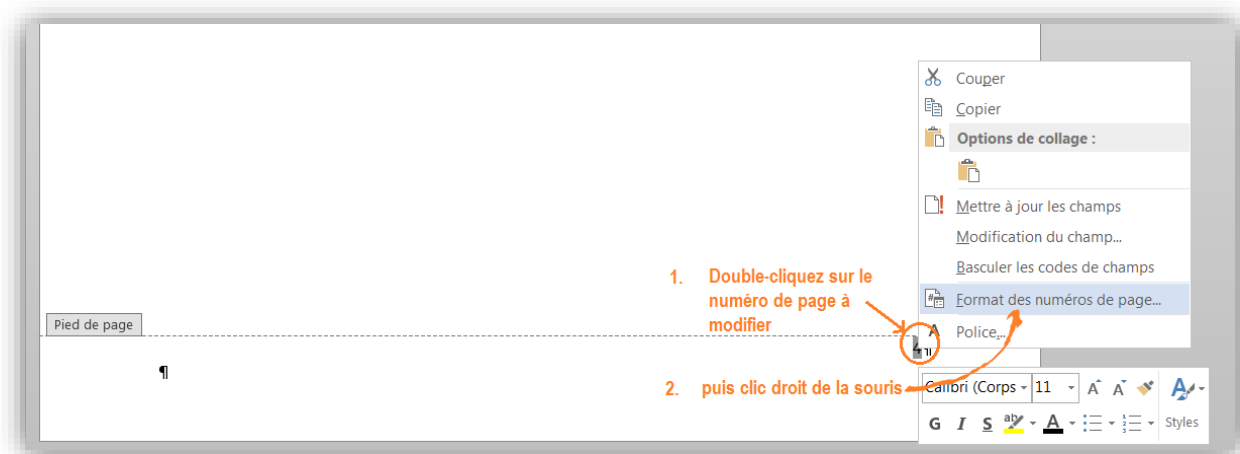 Couper
Copier
Options de collage :
Mettre à jour les champs
Modification du champ...
Basculer les codes de champs
Format des numéros de page...
Police...
1. Double-cliquez sur le
numéro de page à
modifier
Pied de page
4¶
¶
2. puis clic droit de la souris
Calibri (Corps 11 A A A
G I S aby A Styles